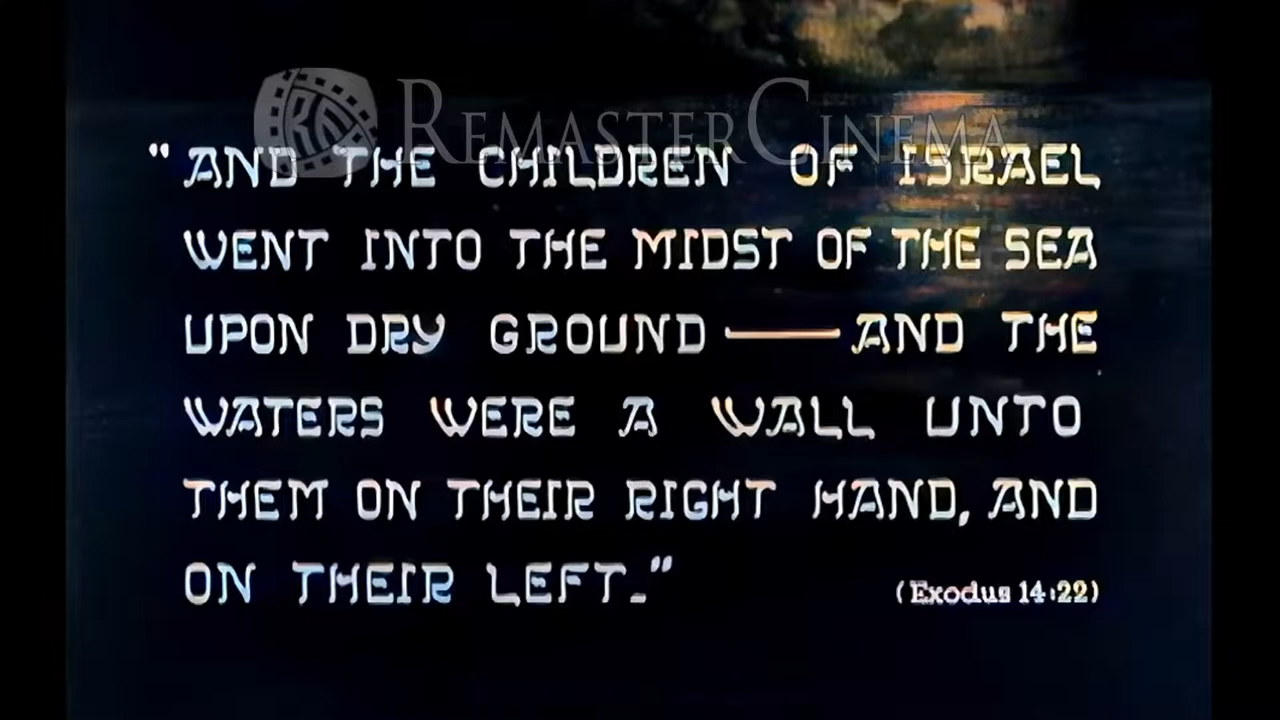 REMASTERCINEMA
"AND THE CHILDREN OF ISRAEL
WENT INTO THE MIDST OF THE SEA
UPON DRY GROUND — AND THE
WATERS WERE A WALL UNTO
THEM ON THEIR RIGHT HAND, AND
ON THEIR LEFT."
(Exodus 14:22)